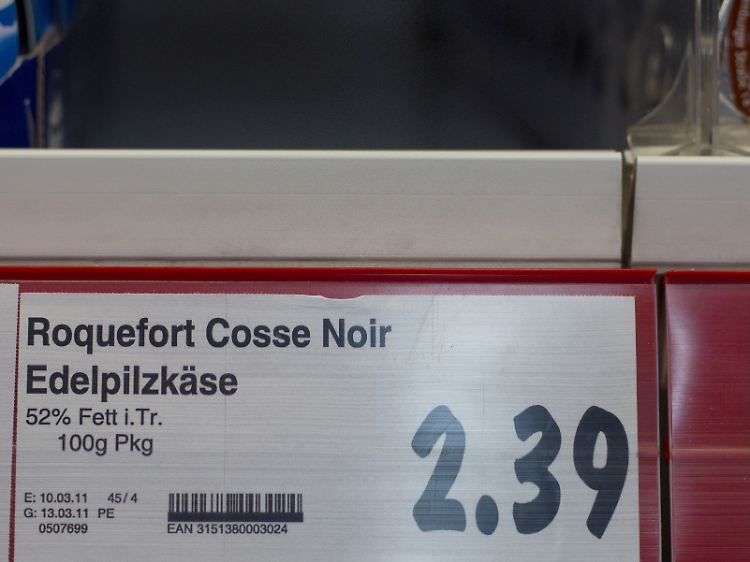 Roquefort Cosse Noir
Edelpilzkäse
52% Fett i.Tr.
100g Pkg
2.39
E: 10.03.11 45/4
G: 13.03.11 PE
0507699
EAN 3151380003024